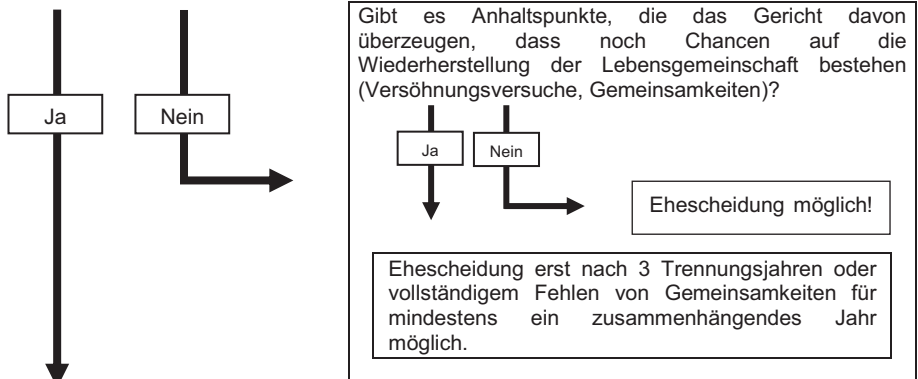 Ja
Nein
Gibt es Anhaltspunkte, die das Gericht davon
überzeugen, dass noch Chancen auf die
Wiederherstellung der Lebensgemeinschaft bestehen
(Versöhnungsversuche, Gemeinsamkeiten)?
Ja
Nein
Ehescheidung möglich!
Ehescheidung erst nach 3 Trennungsjahren oder
vollständigem Fehlen von Gemeinsamkeiten für
mindestens ein zusammenhängendes Jahr
möglich.